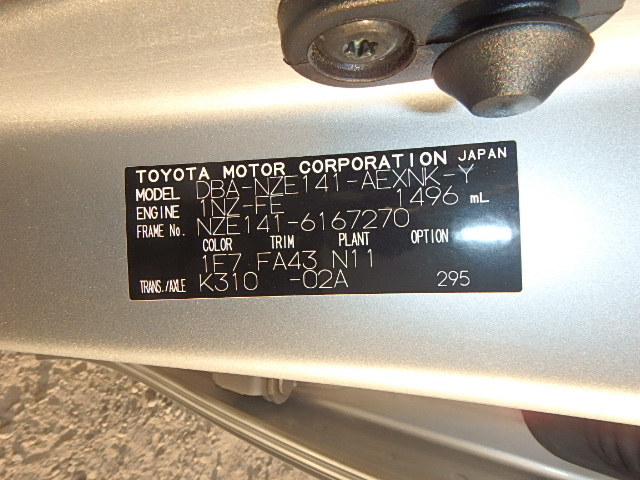 TOYOTA MOTOR CORPORATION JAPAN
MODEL DBA-NZE141-AEXNK-Y
ENGINE 1NZ-FE 1496 mL
FRAME No. NZE141-6167270
COLOR TRIM PLANT OPTION
1F7 FA43 N11
TRANS./AXLE K310 -02A 295